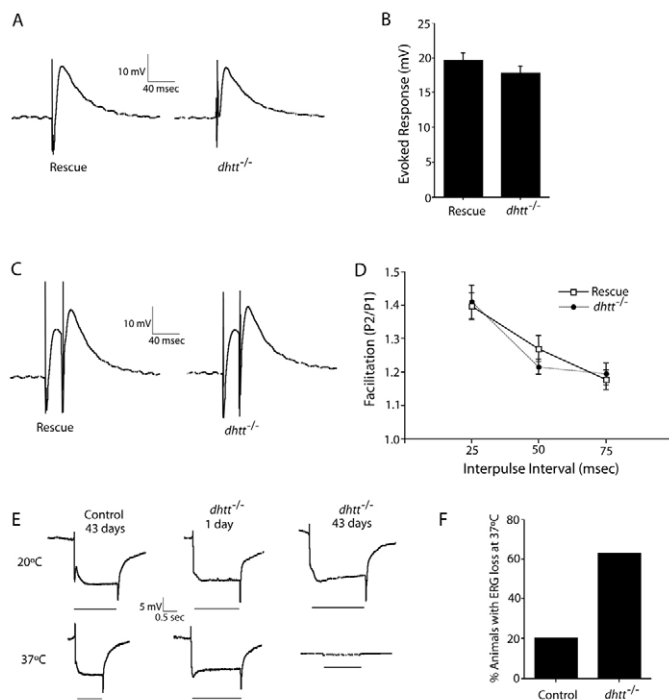 A
10 mV
40 msec
Rescue
dhtt-/-
B
Evoked Response (mV)
25
20
15
10
5
0
Rescue
dhtt-/-
C
10 mV
40 msec
Rescue
dhtt-/-
D
Facilitation (P2/P1)
1.5
1.4
1.3
1.2
1.1
1.0
Rescue
dhtt-/-
25
50
75
Interpulse Interval (msec)
E
Control
43 days
dhtt-/-
1 day
dhtt-/-
43 days
20ºC
5 mV
0.5 sec
37ºC
F
% Animals with ERG loss at 37ºC
80
60
40
20
0
Control
dhtt-/-